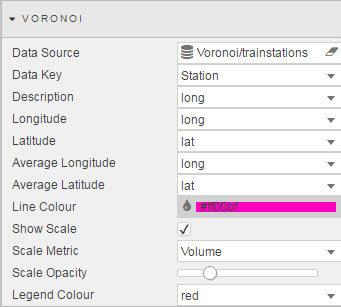 VORONOI
Data Source Voronoi/trainstations
Data Key Station
Description long
Longitude long
Latitude lat
Average Longitude long
Average Latitude lat
Line Colour #ff00bf
Show Scale
Scale Metric Volume
Scale Opacity
Legend Colour red